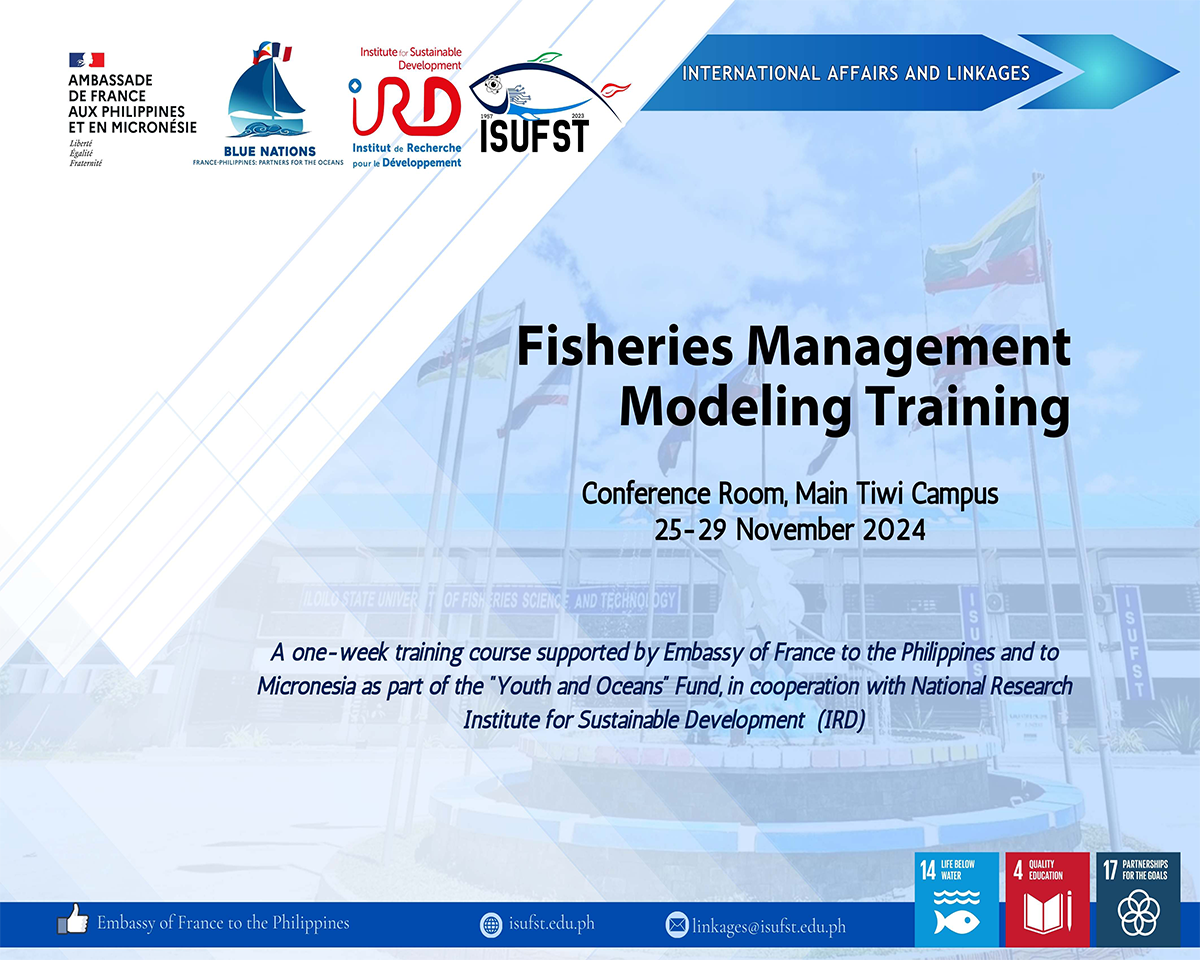 AMBASSADE
DE FRANCE
AUX PHILIPPINES
ET EN MICRONÉSIE
Liberté
Égalité
Fraternité
BLUE NATIONS
FRANCE-PHILIPPINES: PARTNERS FOR THE OCEANS
Institute for Sustainable
Development
IRD
Institut de Recherche
pour le Développement
1957
2023
ISUFST
INTERNATIONAL AFFAIRS AND LINKAGES
Fisheries Management
Modeling Training
Conference Room, Main Tiwi Campus
25-29 November 2024
ILOILO STATE UNIVERSITY OF FISHERIES SCIENCE AND TECHNOLOGY
ISUFS
ISUFST
A one-week training course supported by Embassy of France to the Philippines and to
Micronesia as part of the "Youth and Oceans" Fund, in cooperation with National Research
Institute for Sustainable Development (IRD)
14 LIFE BELOW
WATER
4 QUALITY
EDUCATION
17 PARTNERSHIPS
FOR THE GOALS
Embassy of France to the Philippines
isufst.edu.ph
linkages@isufst.edu.ph